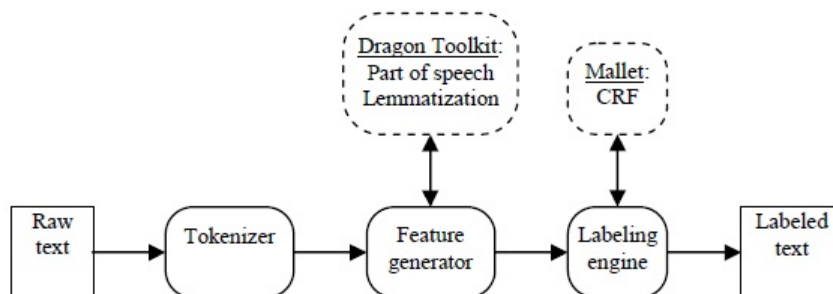 Dragon Toolkit:
Part of speech
Lemmatization
Mallet:
CRF
Raw
text
Tokenizer
Feature
generator
Labeling
engine
Labeled
text